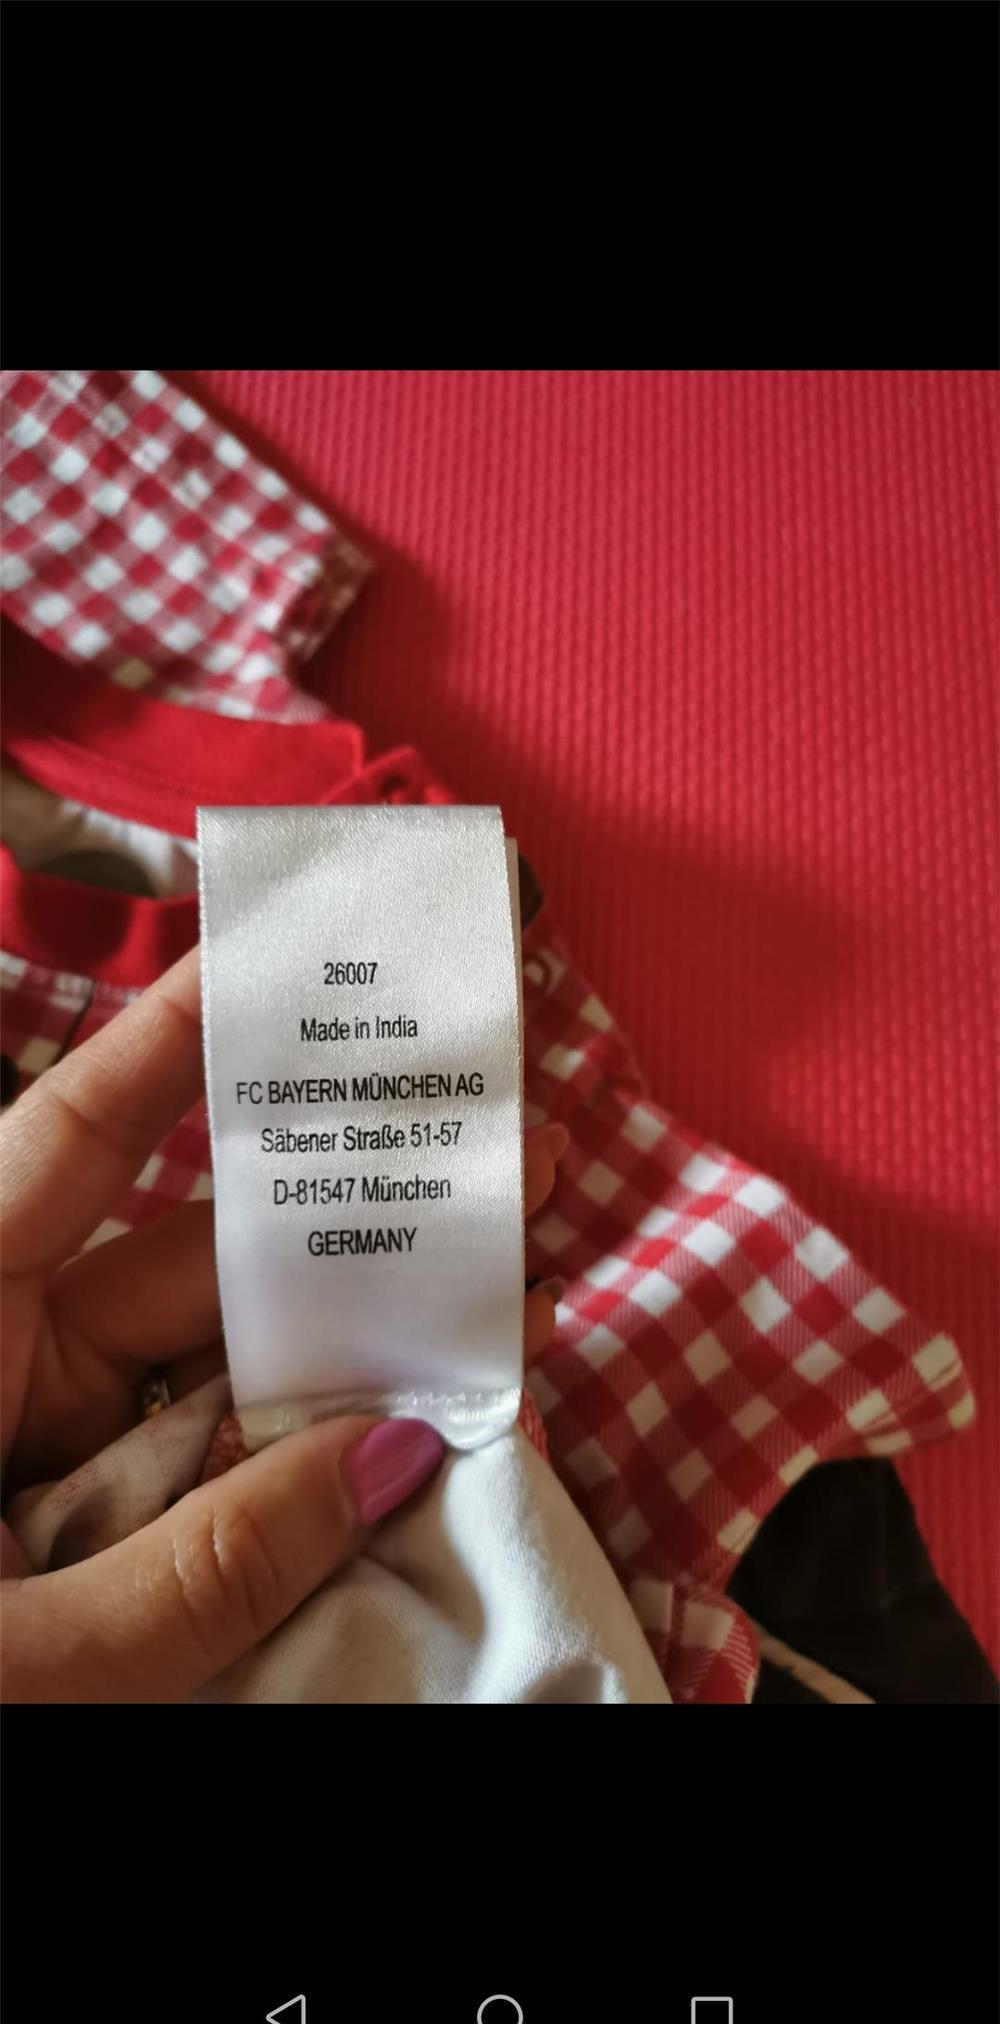 26007
Made in India
FC BAYERN MÜNCHEN AG
Säbener Straße 51-57
D-81547 München
GERMANY